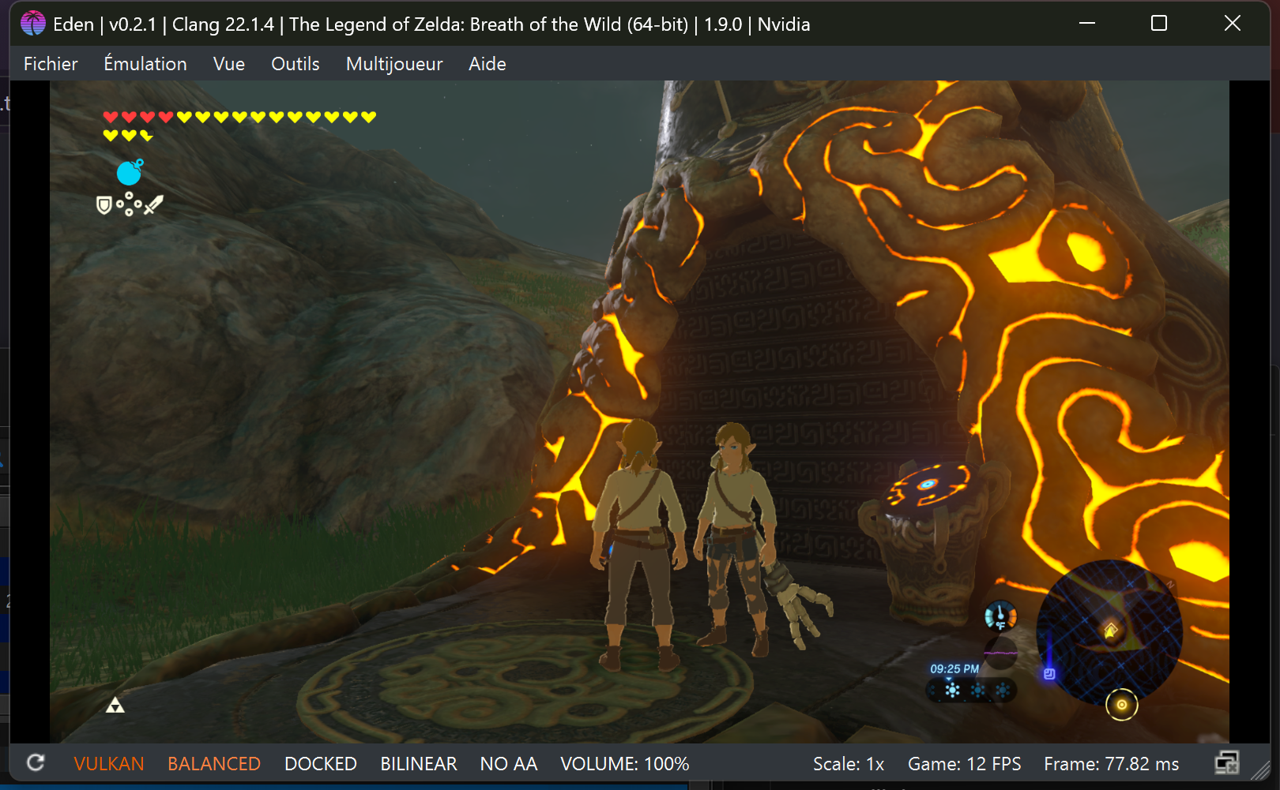 Eden | v0.2.1 | Clang 22.1.4 | The Legend of Zelda: Breath of the Wild (64-bit) | 1.9.0 | Nvidia
Fichier Émulation Vue Outils Multijoueur Aide
N
°F
09:25 PM
VULKAN BALANCED DOCKED BILINEAR NO AA VOLUME: 100% Scale: 1x Game: 12 FPS Frame: 77.82 ms